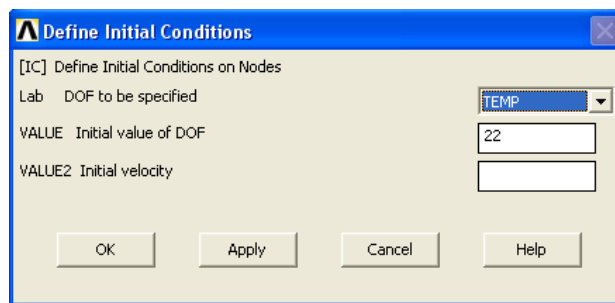 Define Initial Conditions
[IC] Define Initial Conditions on Nodes
Lab DOF to be specified TEMP
VALUE Initial value of DOF 22
VALUE2 Initial velocity
OK Apply Cancel Help